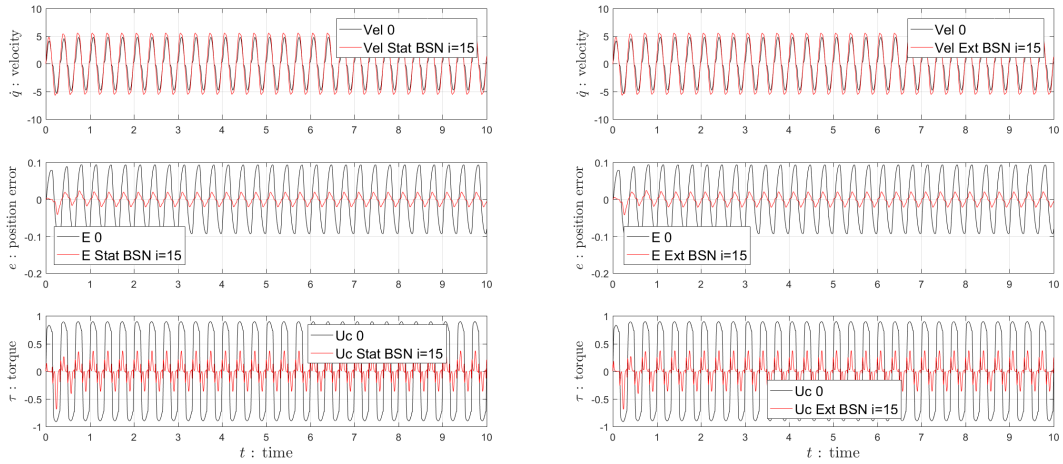 10
5
0
-5
-10
q̇ : velocity
Vel 0
Vel Stat BSN i=15
0 1 2 3 4 5 6 7 8 9 10
0.1
0
-0.1
-0.2
e : position error
E 0
E Stat BSN i=15
0 1 2 3 4 5 6 7 8 9 10
1
0.5
0
-0.5
-1
τ : torque
Uc 0
Uc Stat BSN i=15
0 1 2 3 4 5 6 7 8 9 10
t : time
10
5
0
-5
-10
q̇ : velocity
Vel 0
Vel Ext BSN i=15
0 1 2 3 4 5 6 7 8 9 10
0.1
0
-0.1
-0.2
e : position error
E 0
E Ext BSN i=15
0 1 2 3 4 5 6 7 8 9 10
1
0.5
0
-0.5
-1
τ : torque
Uc 0
Uc Ext BSN i=15
0 1 2 3 4 5 6 7 8 9 10
t : time